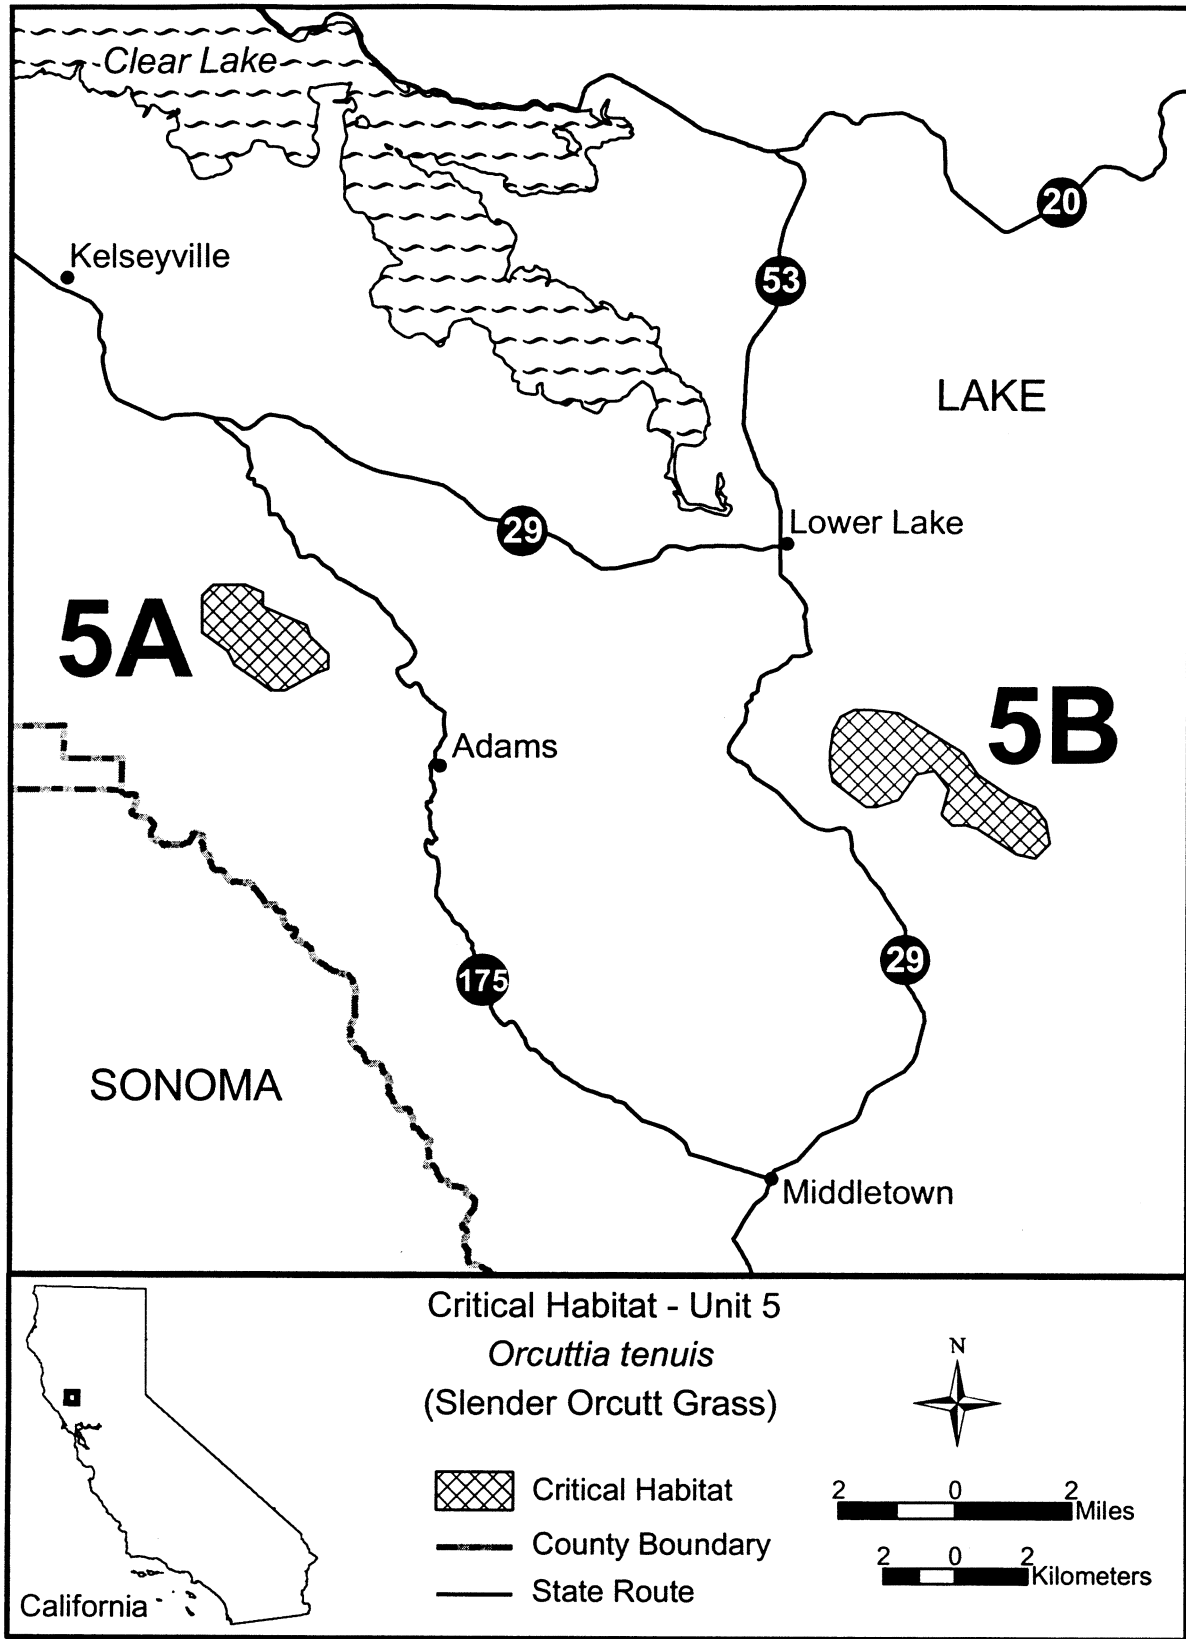 Clear Lake
20
Kelseyville
53
LAKE
Lower Lake
29
5A
5B
Adams
29
175
SONOMA
Middletown
Critical Habitat - Unit 5
Orcuttia tenuis
(Slender Orcutt Grass)
N
Critical Habitat
County Boundary
State Route
2 0 2
Miles
2 0 2
Kilometers
California